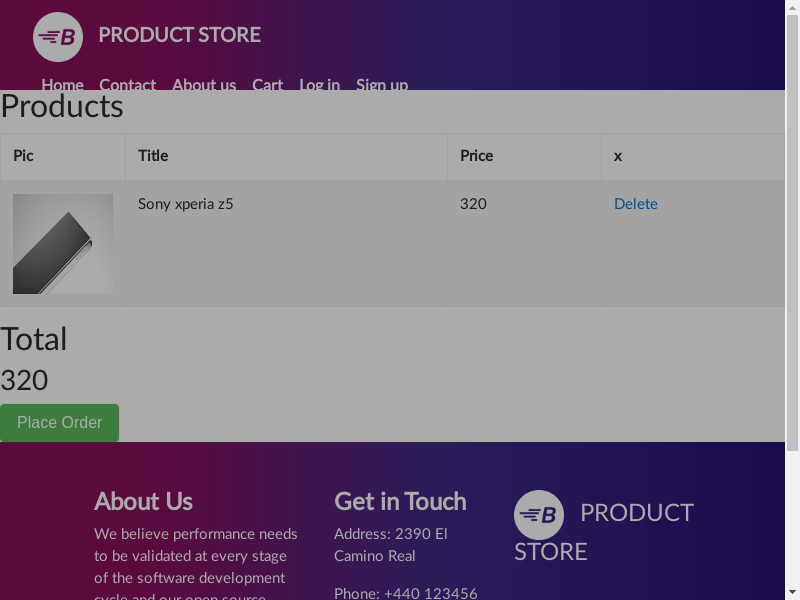 PRODUCT STORE
Home Contact About us Cart Log in Sign up
Products
Pic Title Price x
Sony xperia z5 320 Delete
Total
320
Place Order
About Us
We believe performance needs
to be validated at every stage
of the software development
cycle and our open source
Get in Touch
Address: 2390 El
Camino Real
Phone: +440 123456
PRODUCT
STORE